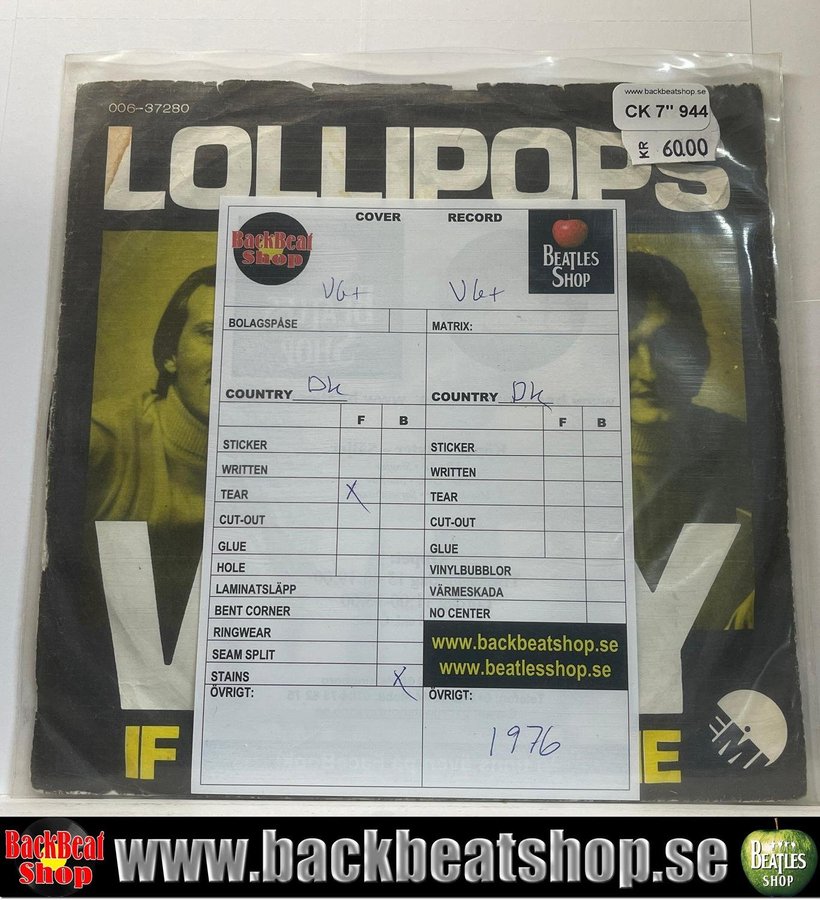 www.backbeatshop.se
006-37280
CK 7" 944
KR 60.00
LOLLIPOPS
COVER RECORD
BackBeat Shop
BEATLES SHOP
VG+ VG+
BOLAGSPÅSE MATRIX:
COUNTRY DK COUNTRY DK
F B F B
STICKER STICKER
WRITTEN WRITTEN
TEAR X TEAR
CUT-OUT CUT-OUT
GLUE GLUE
HOLE VINYLBUBBLOR
LAMINATSLÄPP VÄRMESKADA
BENT CORNER NO CENTER
RINGWEAR
www.backbeatshop.se
SEAM SPLIT
www.beatlesshop.se
STAINS X
ÖVRIGT: ÖVRIGT:
1976
IF
EMI
BackBeat Shop www.backbeatshop.se BEATLES SHOP